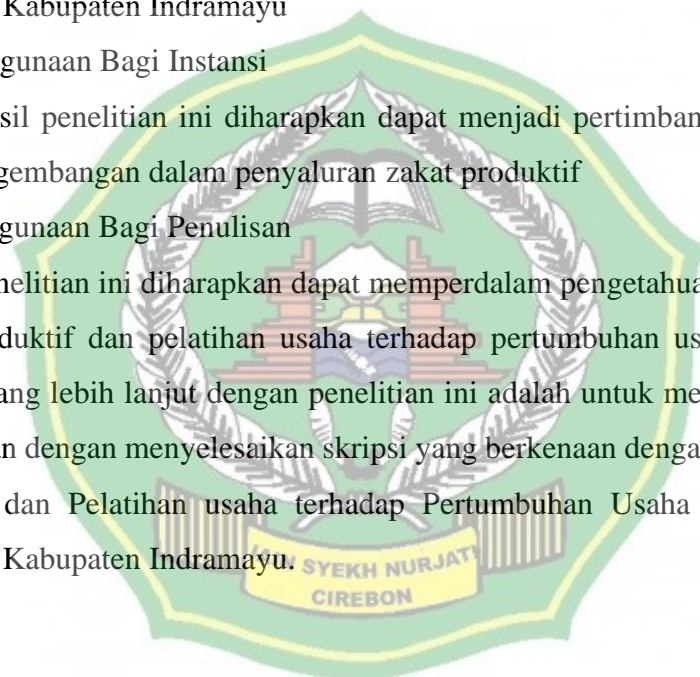 Kabupaten Indramayu
gunaan Bagi Instansi
sil penelitian ini diharapkan dapat menjadi pertimban
gembangan dalam penyaluran zakat produktif
gunaan Bagi Penulisan
nelitian ini diharapkan dapat memperdalam pengetahua
duktif dan pelatihan usaha terhadap pertumbuhan us
ang lebih lanjut dengan penelitian ini adalah untuk me
n dengan menyelesaikan skripsi yang berkenaan denga
dan Pelatihan usaha terhadap Pertumbuhan Usaha
Kabupaten Indramayu.
IAIN SYEKH NURJATI
CIREBON